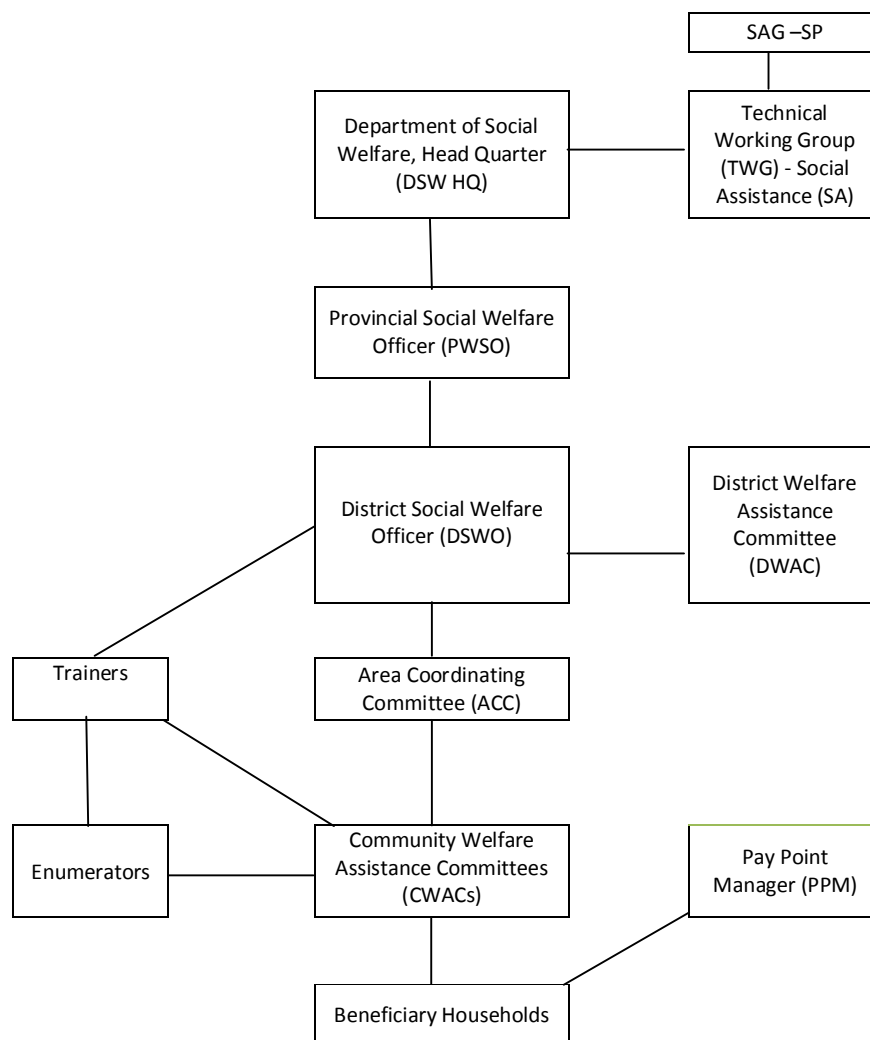 SAG –SP
Department of Social
Welfare, Head Quarter
(DSW HQ)
Technical
Working Group
(TWG) - Social
Assistance (SA)
Provincial Social Welfare
Officer (PWSO)
District Social Welfare
Officer (DSWO)
District Welfare
Assistance
Committee
(DWAC)
Trainers
Area Coordinating
Committee (ACC)
Enumerators
Community Welfare
Assistance Committees
(CWACs)
Pay Point
Manager (PPM)
Beneficiary Households